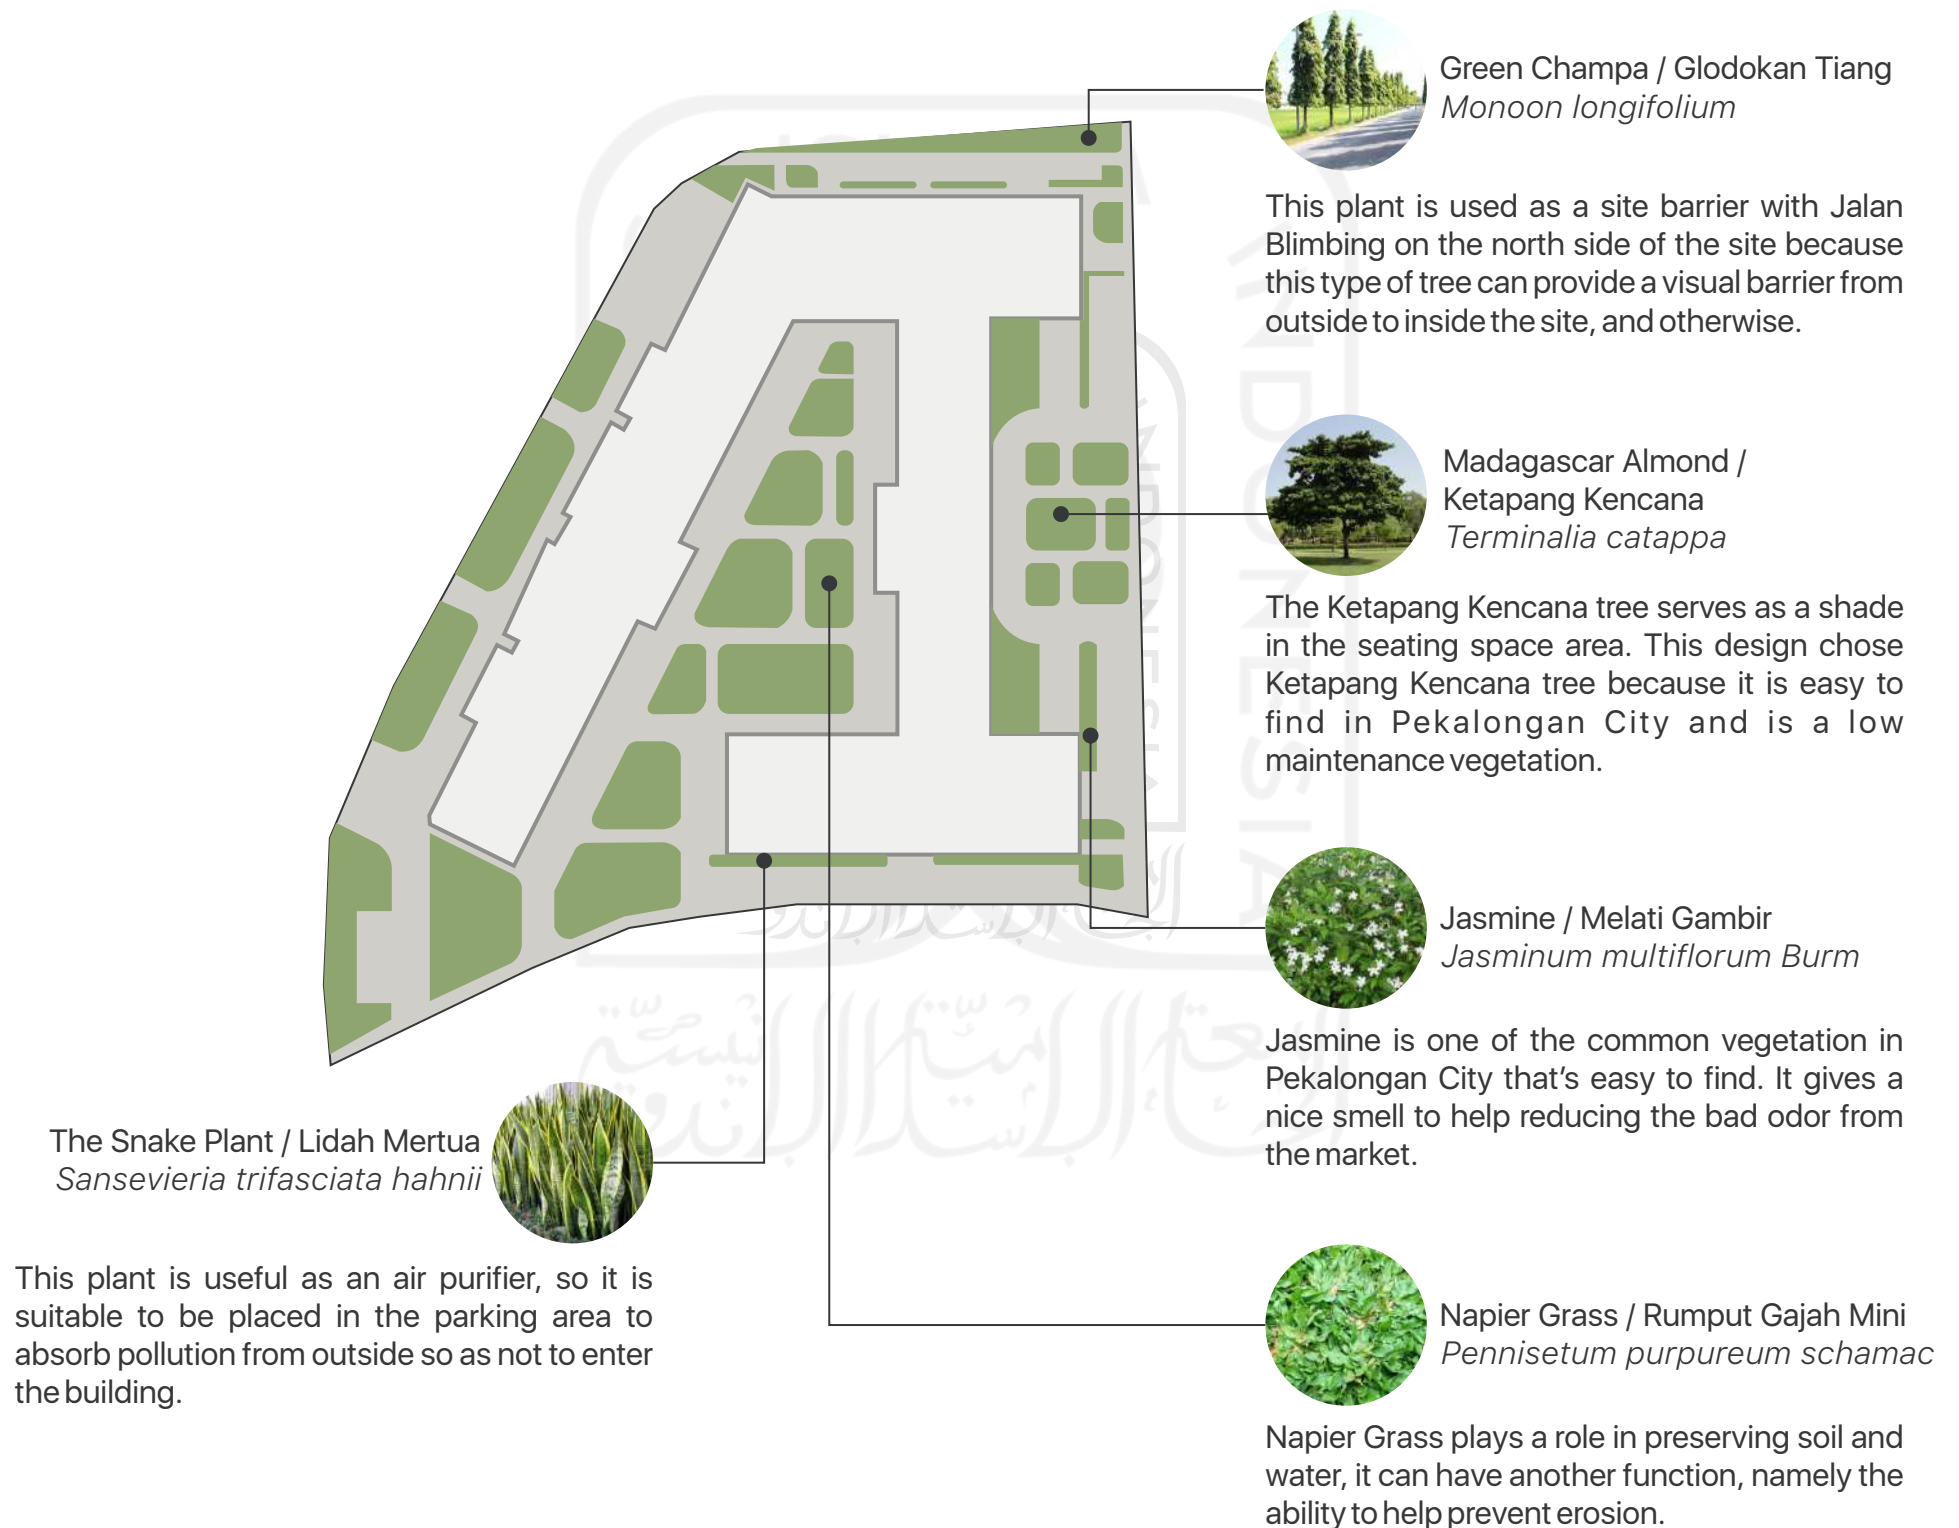 Green Champa / Glodokan Tiang
Monoon longifolium
This plant is used as a site barrier with Jalan
Blimbing on the north side of the site because
this type of tree can provide a visual barrier from
outside to inside the site, and otherwise.
Madagascar Almond /
Ketapang Kencana
Terminalia catappa
The Ketapang Kencana tree serves as a shade
in the seating space area. This design chose
Ketapang Kencana tree because it is easy to
find in Pekalongan City and is a low
maintenance vegetation.
Jasmine / Melati Gambir
Jasminum multiflorum Burm
Jasmine is one of the common vegetation in
Pekalongan City that's easy to find. It gives a
nice smell to help reducing the bad odor from
the market.
The Snake Plant / Lidah Mertua
Sansevieria trifasciata hahnii
This plant is useful as an air purifier, so it is
suitable to be placed in the parking area to
absorb pollution from outside so as not to enter
the building.
Napier Grass / Rumput Gajah Mini
Pennisetum purpureum schamac
Napier Grass plays a role in preserving soil and
water, it can have another function, namely the
ability to help prevent erosion.
INDONESIA
INDONESIA